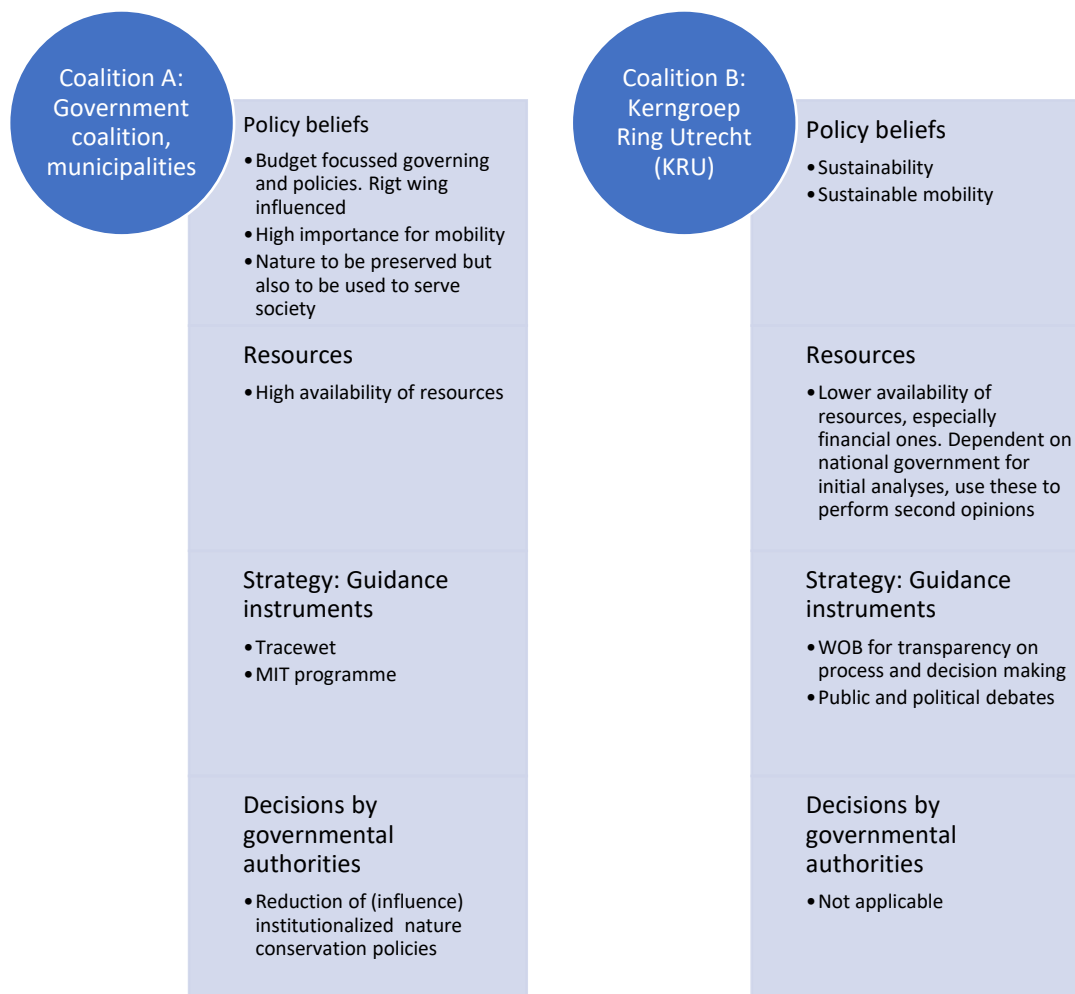 Coalition A:
Government
coalition,
municipalities
Policy beliefs
•Budget focussed governing
and policies. Rigt wing
influenced
•High importance for mobility
•Nature to be preserved but
also to be used to serve
society
Resources
•High availability of resources
Strategy: Guidance
instruments
•Tracewet
•MIT programme
Decisions by
governmental
authorities
•Reduction of (influence)
institutionalized nature
conservation policies
Coalition B:
Kerngroep
Ring Utrecht
(KRU)
Policy beliefs
•Sustainability
•Sustainable mobility
Resources
•Lower availability of
resources, especially
financial ones. Dependent on
national government for
initial analyses, use these to
perform second opinions
Strategy: Guidance
instruments
•WOB for transparency on
process and decision making
•Public and political debates
Decisions by
governmental
authorities
•Not applicable